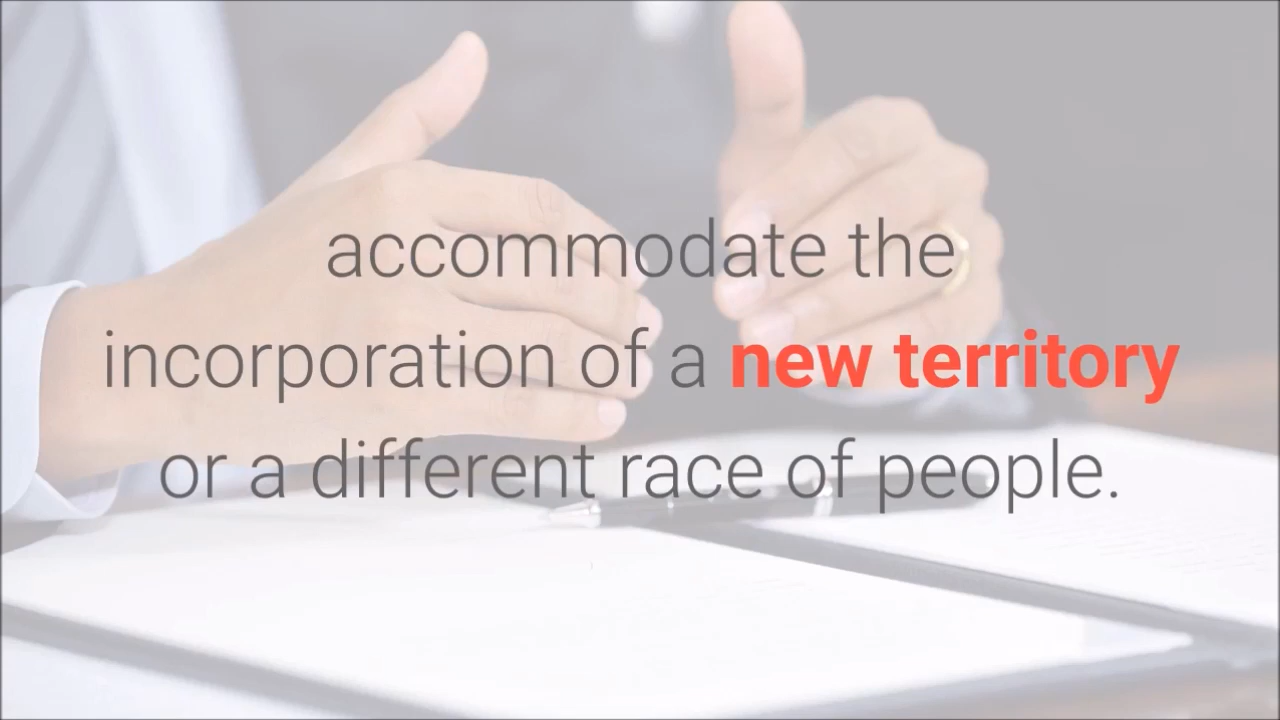 accommodate the
incorporation of a new territory
or a different race of people.